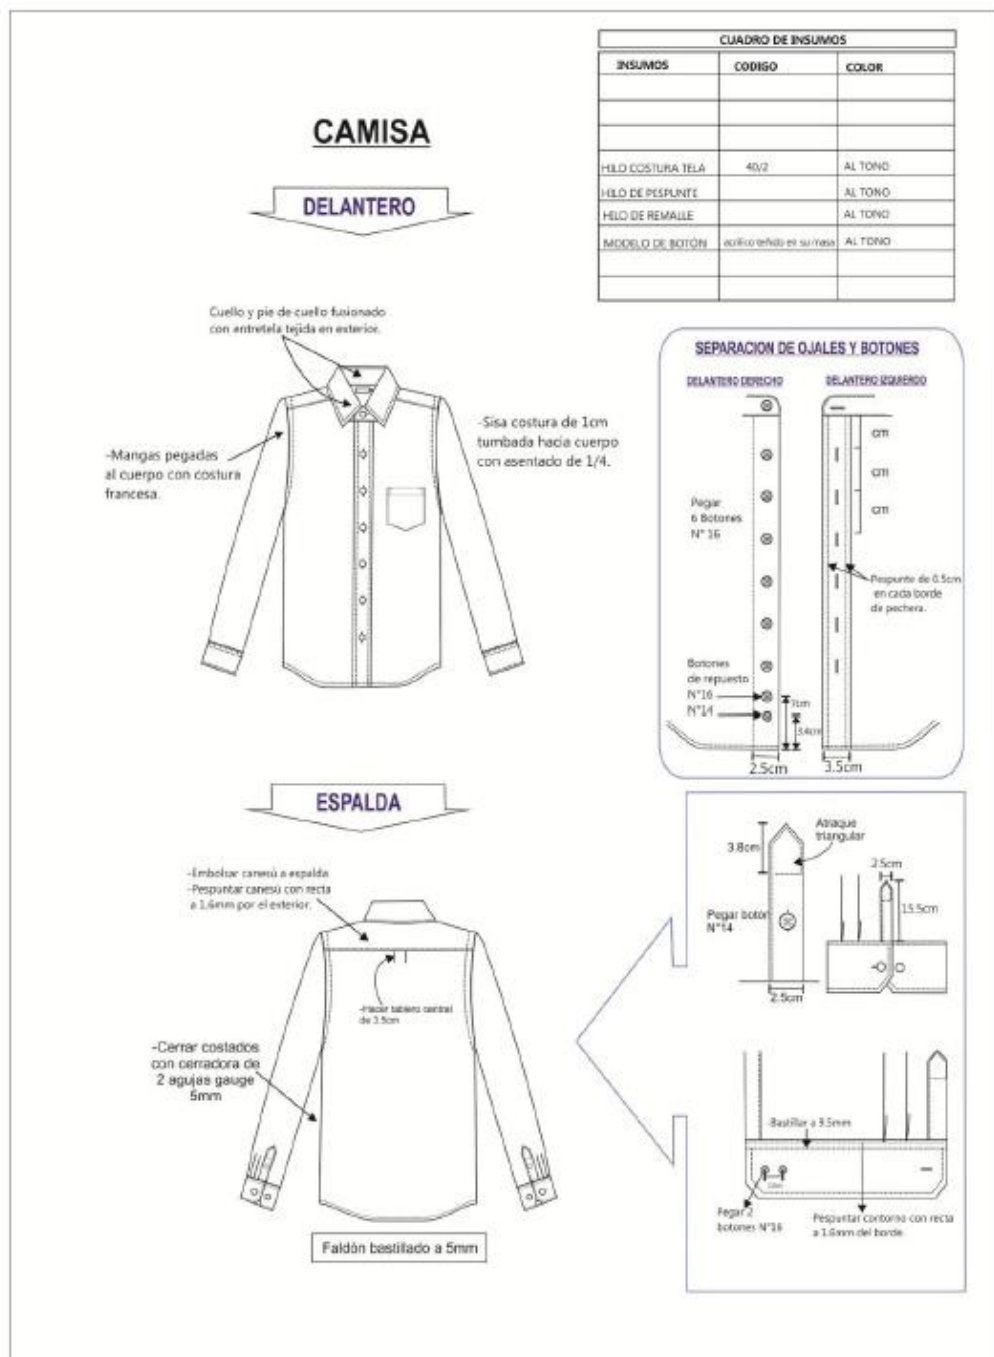 CUADRO DE INSUMOS
INSUMOS CODIGO COLOR
HILO COSTURA TELA 40/2 AL TONO
HILO DE PESPUNTE AL TONO
HILO DE REMALLE AL TONO
MODELO DE BOTÓN acrílico teñido en su masa AL TONO
CAMISA
DELANTERO
Cuello y pie de cuello fusionado
con entretela tejida en exterior.
-Mangas pegadas
al cuerpo con costura
francesa.
-Sisa costura de 1cm
tumbada hacia cuerpo
con asentado de 1/4.
SEPARACION DE OJALES Y BOTONES
DELANTERO DERECHO
DELANTERO IZQUIERDO
cm
cm
cm
Pegar
6 Botones
N° 16
Pespunte de 0.5cm
en cada borde
de pechera.
Botones
de repuesto
N°16
N°14
7cm
3.4cm
2.5cm
3.5cm
ESPALDA
-Embolsar canesú a espalda
-Pespuntar canesú con recta
a 1.6mm por el exterior.
-Hacer tablero central
de 3.5cm
-Cerrar costados
con cerradora de
2 agujas gauge
5mm
Faldón bastillado a 5mm
3.8cm
Atraque
triangular
Pegar botón
N°14
2.5cm
2.5cm
15.5cm
-Bastillar a 9.5mm
Pegar 2
botones N°16
Pespuntar contorno con recta
a 1.6mm del borde.